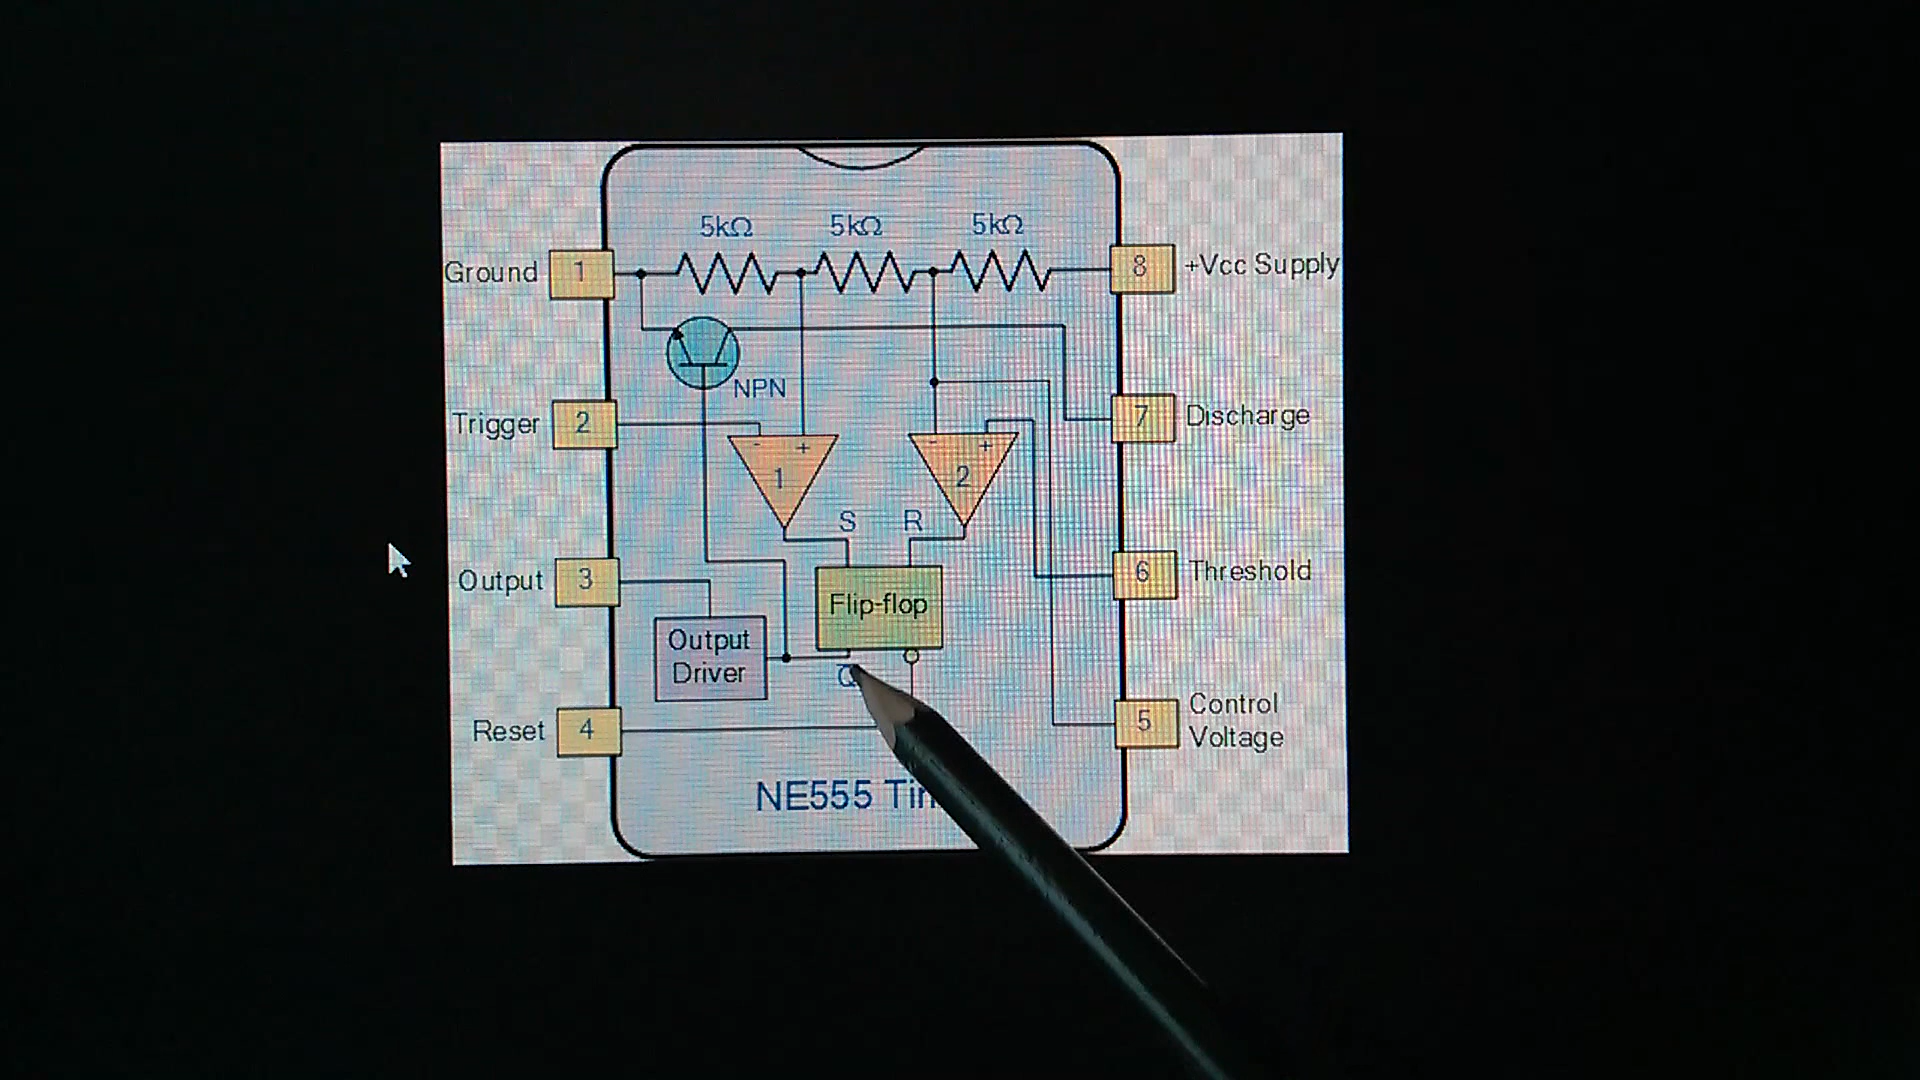 5kΩ 5kΩ 5kΩ
Ground 1
8 +Vcc Supply
NPN
Trigger 2
7 Discharge
- +
- +
1
2
S R
Output 3
6 Threshold
Flip-flop
Output
Driver
Reset 4
5 Control
Voltage
NE555